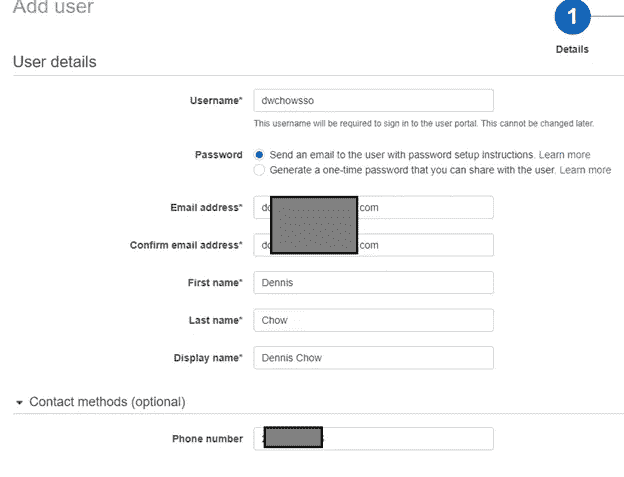 Add user
1
Details
User details
Username* dwchowsso
This username will be required to sign in to the user portal. This cannot be changed later.
Password Send an email to the user with password setup instructions. Learn more
Generate a one-time password that you can share with the user. Learn more
Email address* com
Confirm email address* com
First name* Dennis
Last name* Chow
Display name* Dennis Chow
Contact methods (optional)
Phone number